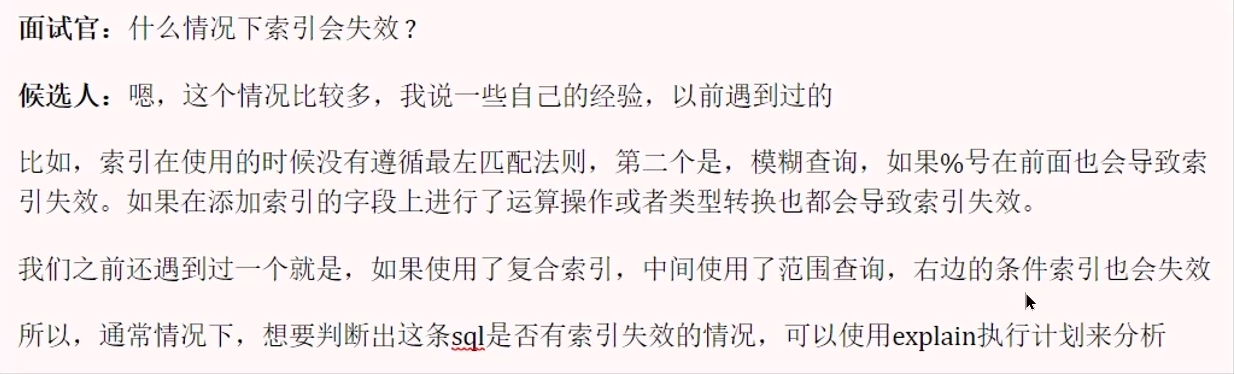 面试官：什么情况下索引会失效？
候选人：嗯，这个情况比较多，我说一些自己的经验，以前遇到过的
比如，索引在使用的时候没有遵循最左匹配法则，第二个是，模糊查询，如果%号在前面也会导致索
引失效。如果在添加索引的字段上进行了运算操作或者类型转换也都会导致索引失效。
我们之前还遇到过一个就是，如果使用了复合索引，中间使用了范围查询，右边的条件索引也会失效
所以，通常情况下，想要判断出这条sql是否有索引失效的情况，可以使用explain执行计划来分析